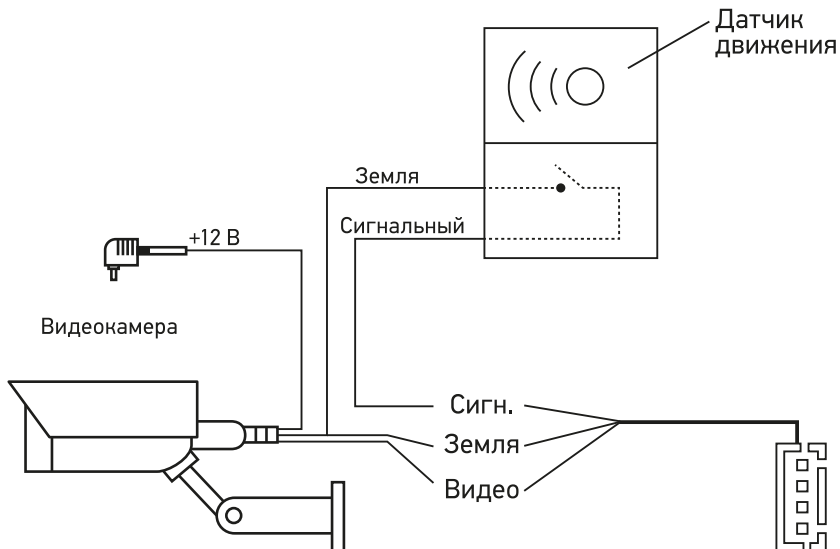 Датчик
движения
Земля
Сигнальный
+12 В
Видеокамера
Сигн.
Земля
Видео